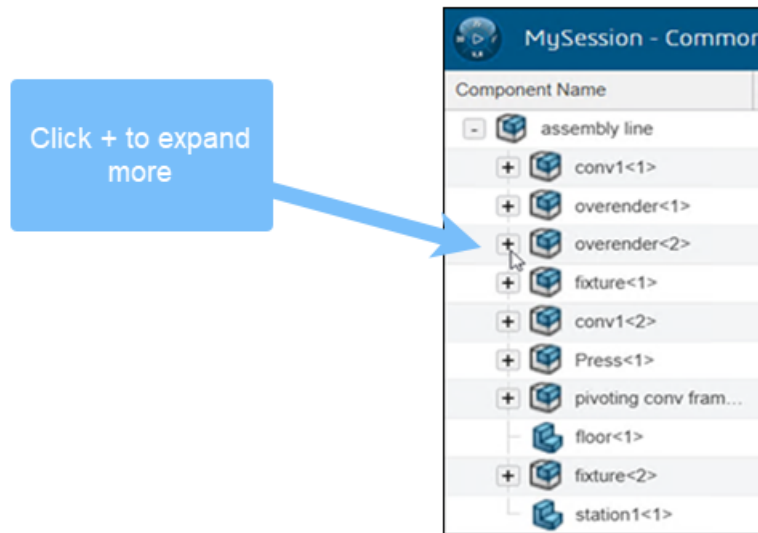 Click + to expand
more
MySession - Common
Component Name
assembly line
conv1<1>
overender<1>
overender<2>
fixture<1>
conv1<2>
Press<1>
pivoting conv fram...
floor<1>
fixture<2>
station1<1>